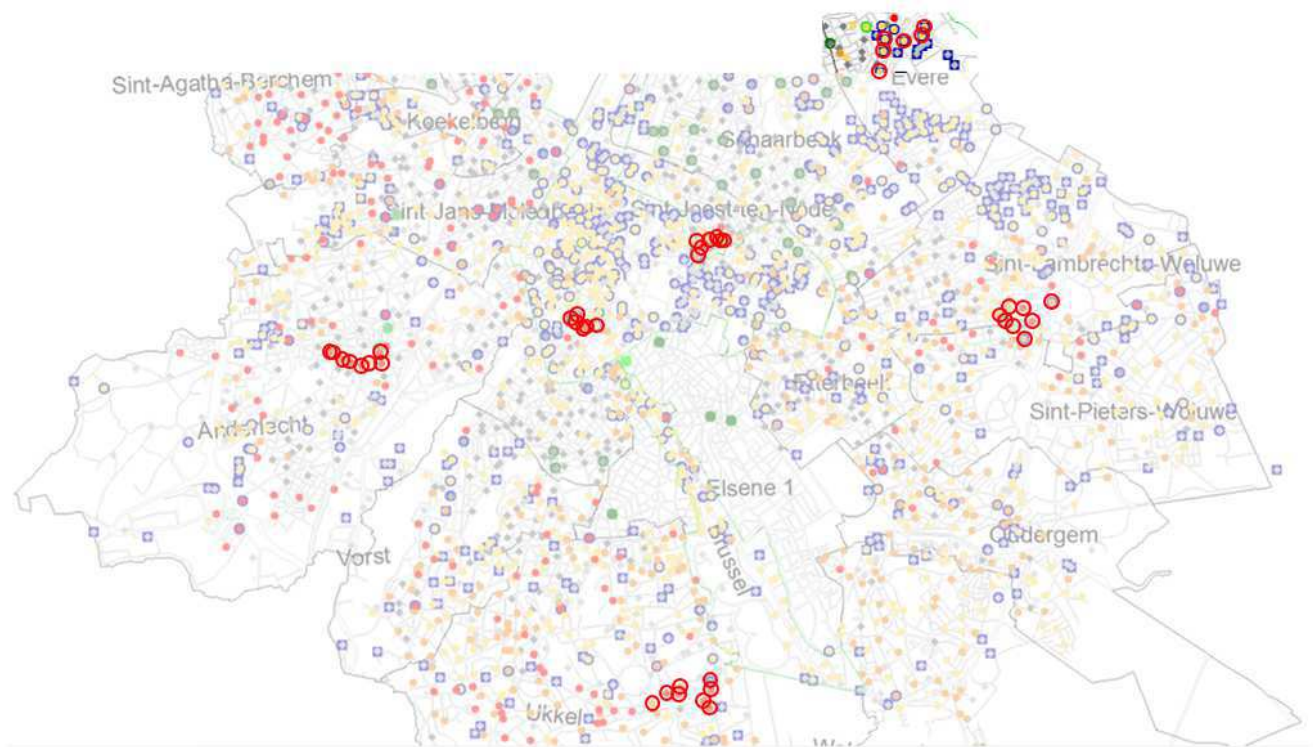 Evere
Sint-Agatha-Berchem
Koekelberg
Schaarbeek
Sint-Jans-Molenbeek
Sint-Joost-ten-Node
Sint-Lambrechts-Woluwe
Etterbeek
Sint-Pieters-Woluwe
Anderlecht
Elsene 1
Oudergem
Brussel
Vorst
Ukkel